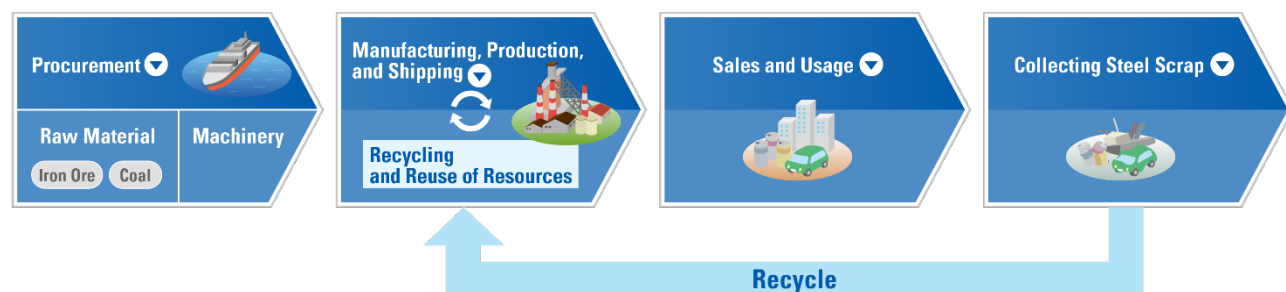 Procurement
Raw Material
Iron Ore
Coal
Machinery
Manufacturing, Production,
and Shipping
Recycling
and Reuse of Resources
Sales and Usage
Collecting Steel Scrap
Recycle